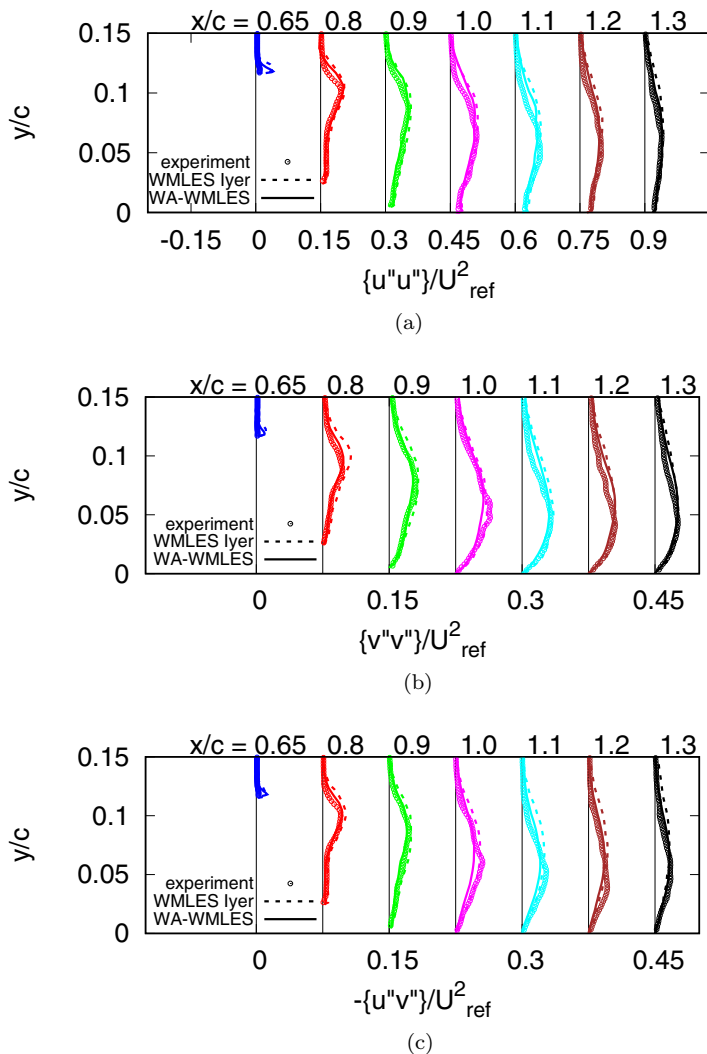 x/c = 0.65 0.8 0.9 1.0 1.1 1.2 1.3
0.15
0.1
y/c
0.05
experiment
WMLES Iyer
WA-WMLES
0
-0.15 0 0.15 0.3 0.45 0.6 0.75 0.9
{u"u"}/U²ref
(a)
x/c = 0.65 0.8 0.9 1.0 1.1 1.2 1.3
0.15
0.1
y/c
0.05
experiment
WMLES Iyer
WA-WMLES
0
0 0.15 0.3 0.45
{v"v"}/U²ref
(b)
x/c = 0.65 0.8 0.9 1.0 1.1 1.2 1.3
0.15
0.1
y/c
0.05
experiment
WMLES Iyer
WA-WMLES
0
0 0.15 0.3 0.45
-{u"v"}/U²ref
(c)